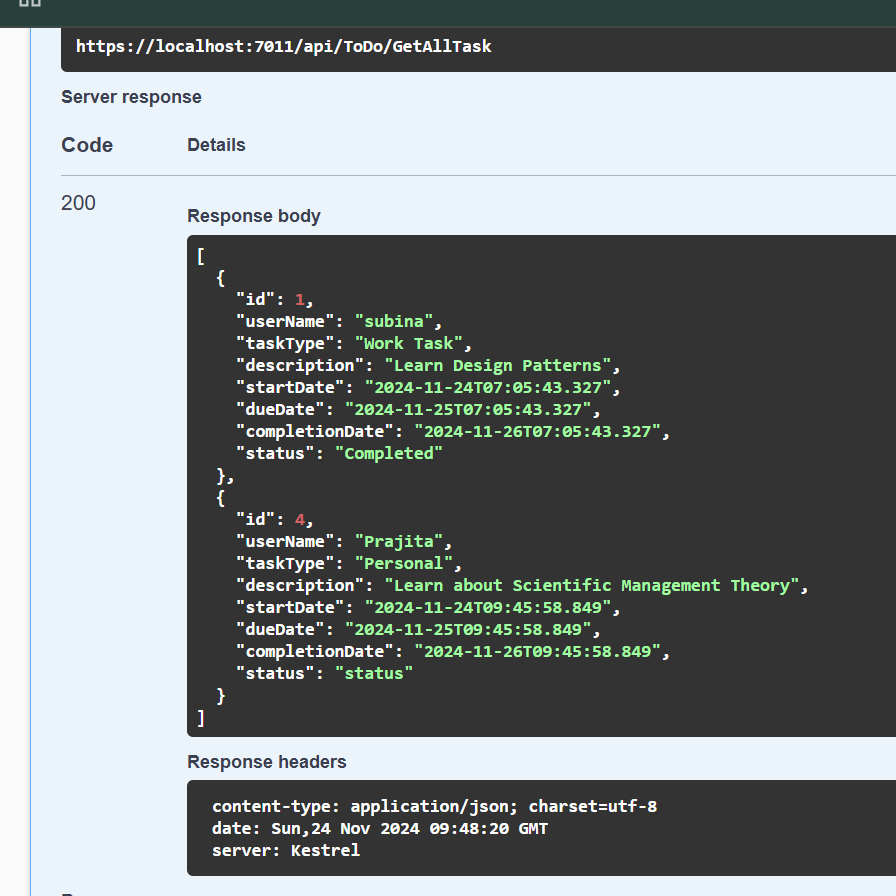 https://localhost:7011/api/ToDo/GetAllTask
Server response
Code Details
200
Response body
[
  {
    "id": 1,
    "userName": "subina",
    "taskType": "Work Task",
    "description": "Learn Design Patterns",
    "startDate": "2024-11-24T07:05:43.327",
    "dueDate": "2024-11-25T07:05:43.327",
    "completionDate": "2024-11-26T07:05:43.327",
    "status": "Completed"
  },
  {
    "id": 4,
    "userName": "Prajita",
    "taskType": "Personal",
    "description": "Learn about Scientific Management Theory",
    "startDate": "2024-11-24T09:45:58.849",
    "dueDate": "2024-11-25T09:45:58.849",
    "completionDate": "2024-11-26T09:45:58.849",
    "status": "status"
  }
]
Response headers
content-type: application/json; charset=utf-8
date: Sun,24 Nov 2024 09:48:20 GMT
server: Kestrel